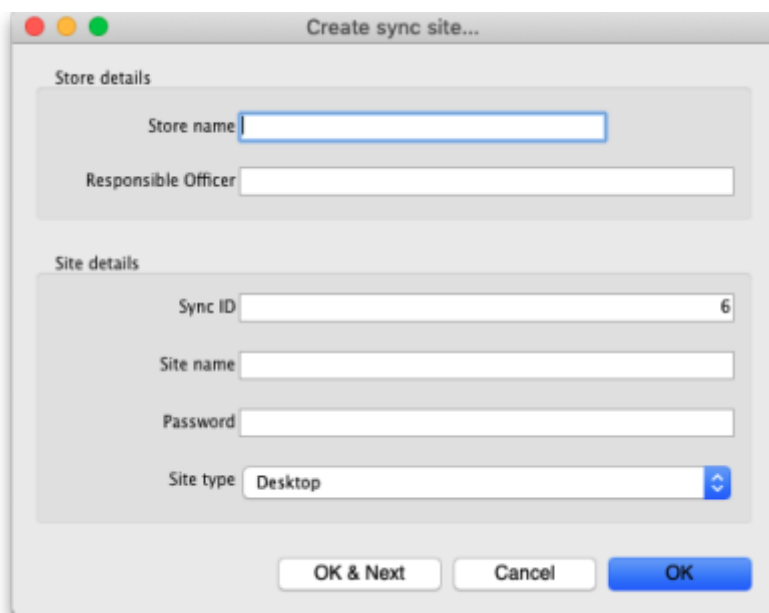 Create sync site...
Store details
Store name
Responsible Officer
Site details
Sync ID 6
Site name
Password
Site type Desktop
OK & Next Cancel OK